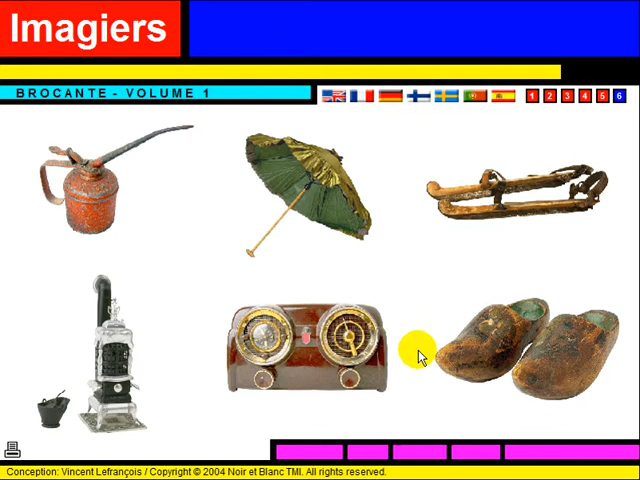 Imagiers
BROCANTE - VOLUME 1
1 2 3 4 5 6
Conception: Vincent Lefrançois / Copyright © 2004 Noir et Blanc TMI. All rights reserved.